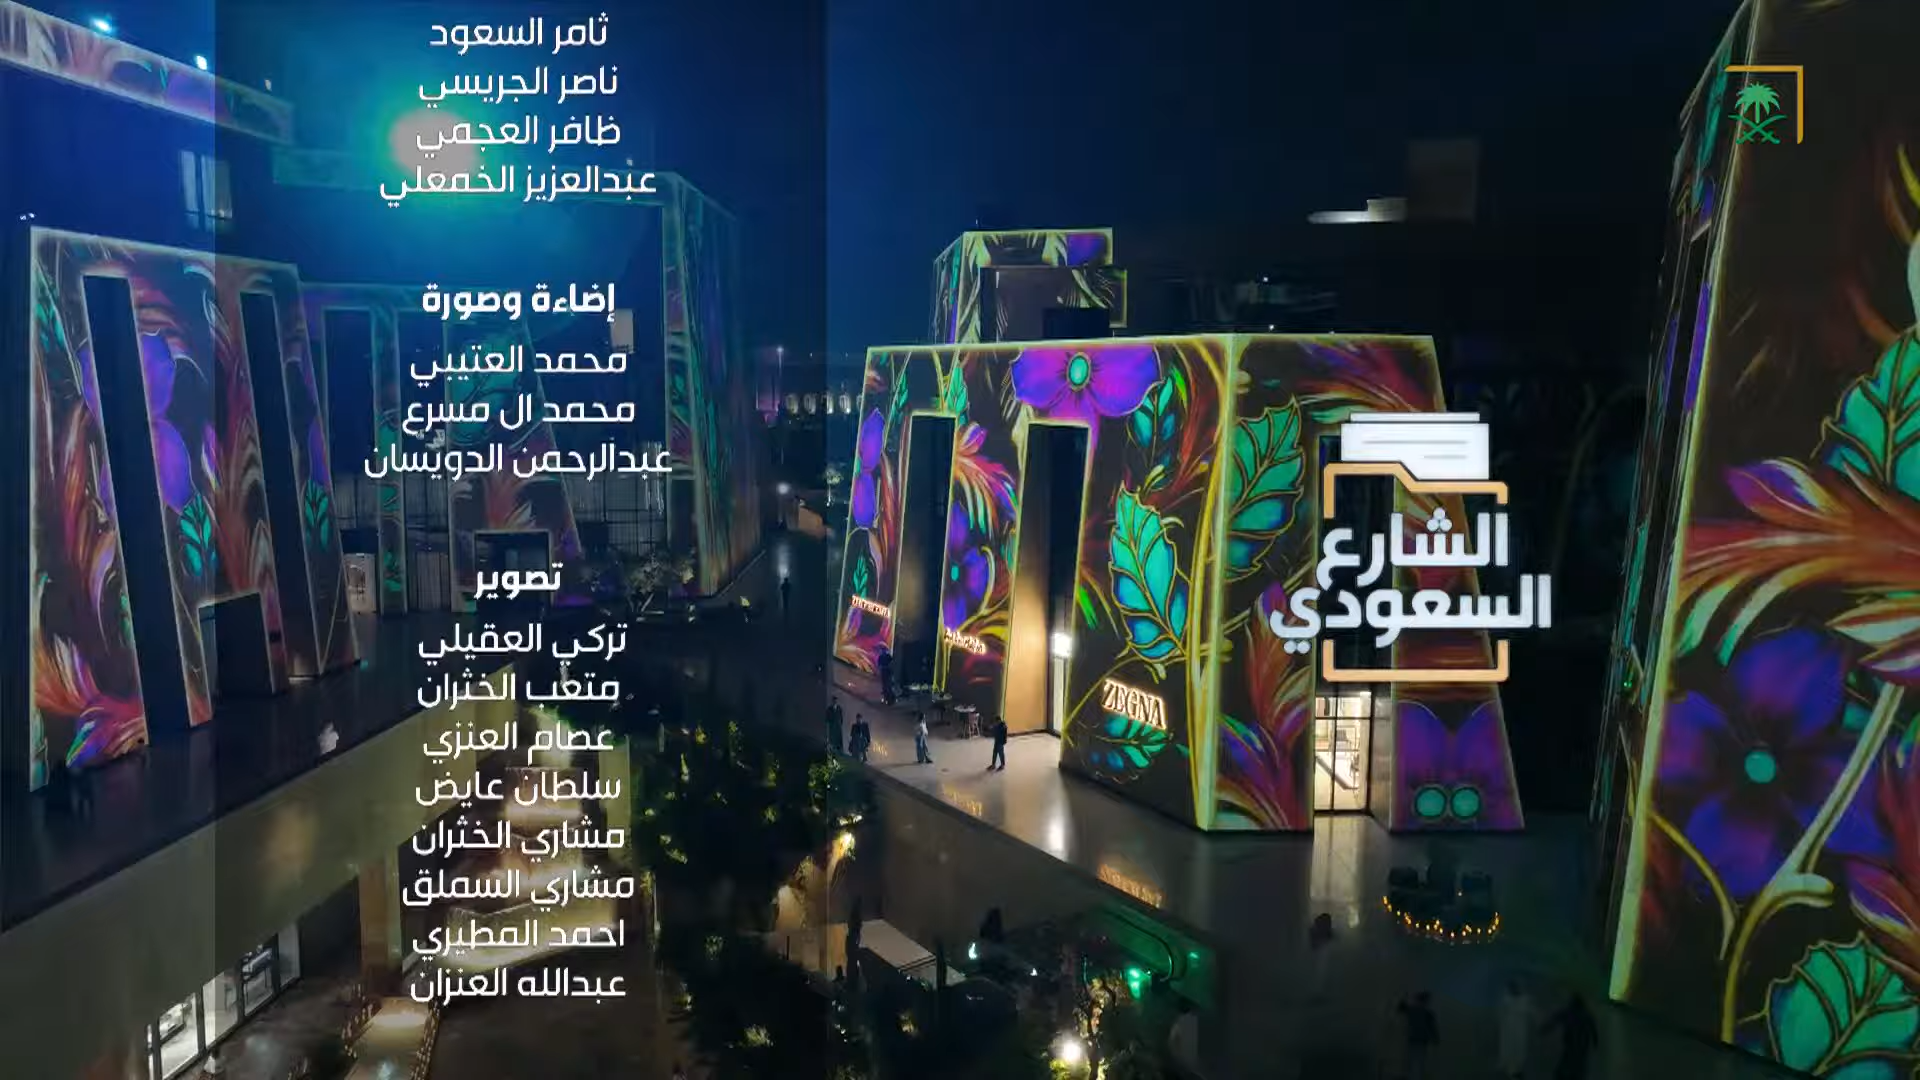 ثامر السعود
ناصر الجريسي
ظافر العجمي
عبدالعزيز الخمعلي
إضاءة وصورة
محمد العتيبي
محمد ال مسرع
عبدالرحمن الدويسان
تصوير
تركي العقيلي
متعب الخثران
عصام العنزي
سلطان عايض
مشاري الخثران
مشاري السملق
احمد المطيري
عبدالله العنزان
الشارع
السعودي
ZEGNA